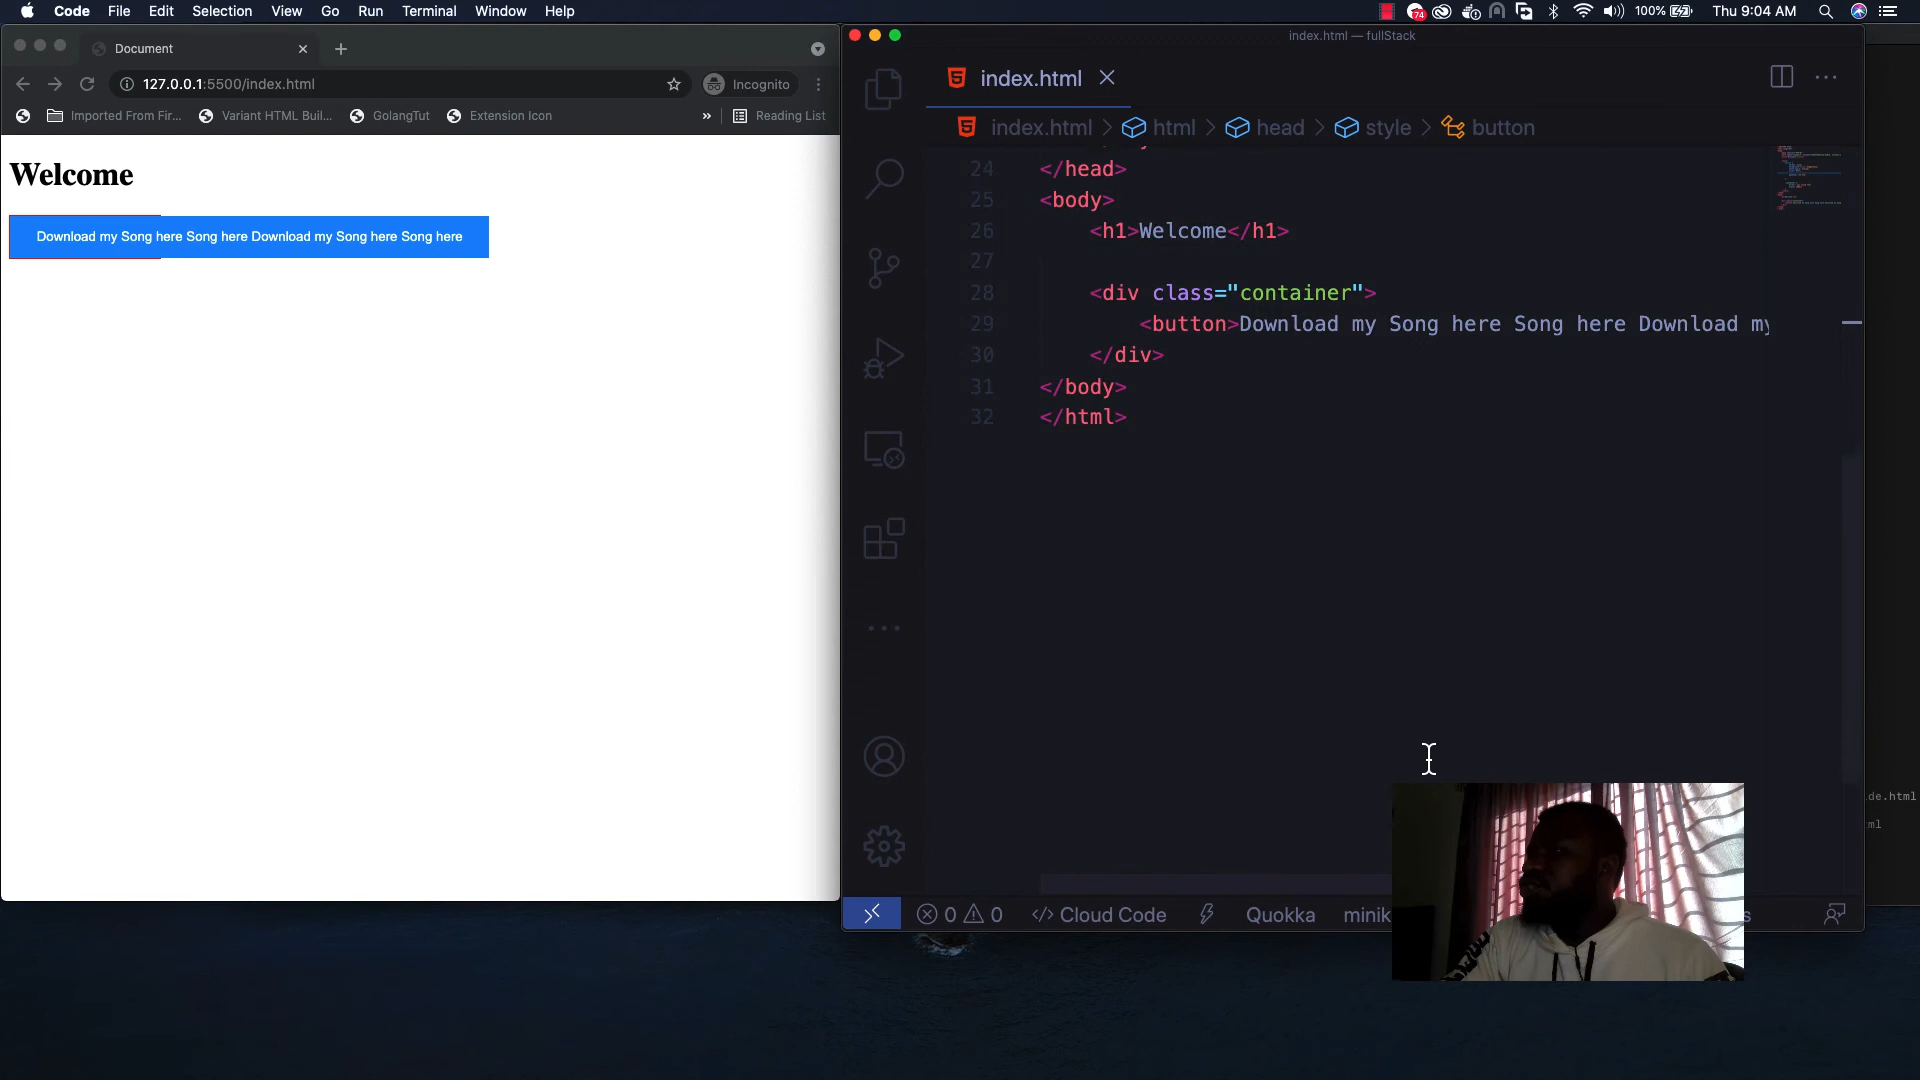 Code File Edit Selection View Go Run Terminal Window Help
74 100% Thu 9:04 AM
Document
127.0.0.1:5500/index.html Incognito
Imported From Fir... Variant HTML Buil... GolangTut Extension Icon » Reading List
Welcome
Download my Song here Song here Download my Song here Song here
index.html — fullStack
index.html
index.html > html > head > style > button
24 </head>
25 <body>
26 <h1>Welcome</h1>
27
28 <div class="container">
29 <button>Download my Song here Song here Download my
30 </div>
31 </body>
32 </html>
de.html
ml
0 0 Cloud Code Quokka minik s